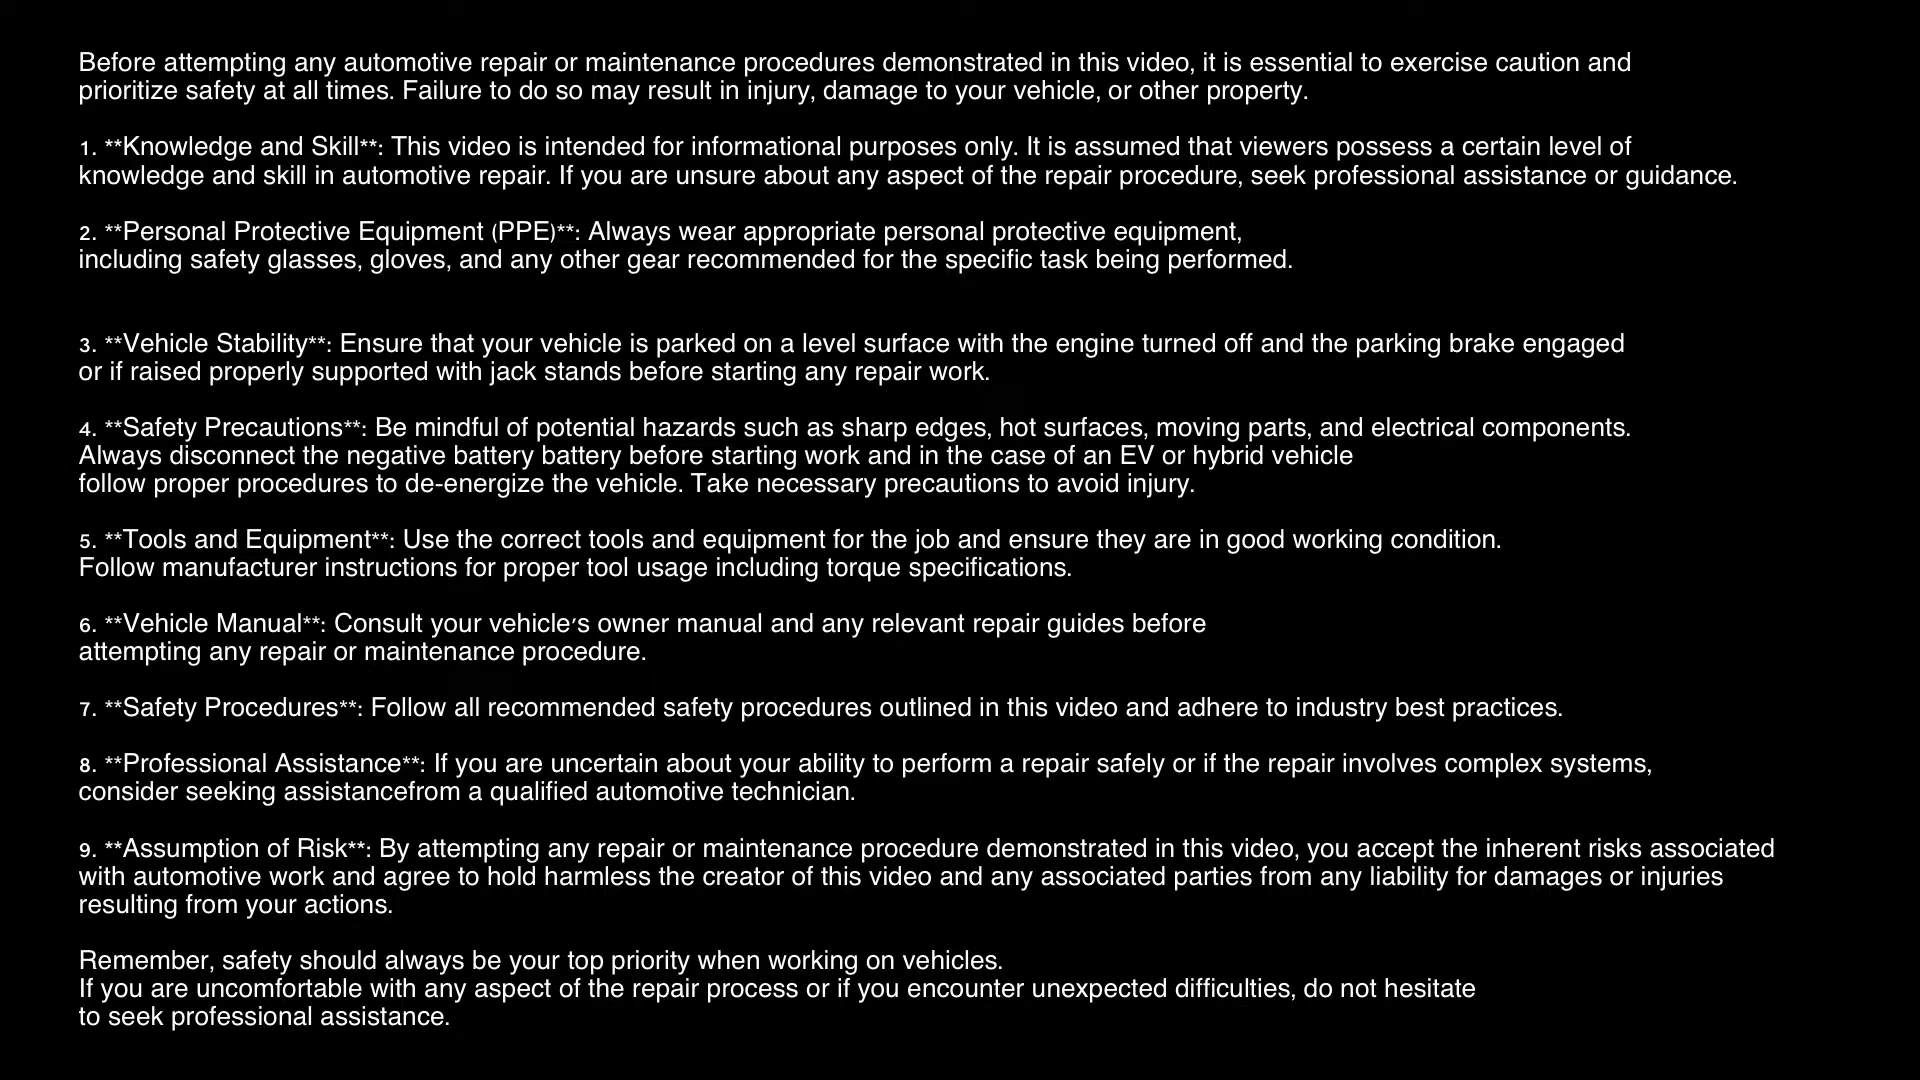 Before attempting any automotive repair or maintenance procedures demonstrated in this video, it is essential to exercise caution and
prioritize safety at all times. Failure to do so may result in injury, damage to your vehicle, or other property.
1. **Knowledge and Skill**: This video is intended for informational purposes only. It is assumed that viewers possess a certain level of
knowledge and skill in automotive repair. If you are unsure about any aspect of the repair procedure, seek professional assistance or guidance.
2. **Personal Protective Equipment (PPE)**: Always wear appropriate personal protective equipment,
including safety glasses, gloves, and any other gear recommended for the specific task being performed.
3. **Vehicle Stability**: Ensure that your vehicle is parked on a level surface with the engine turned off and the parking brake engaged
or if raised properly supported with jack stands before starting any repair work.
4. **Safety Precautions**: Be mindful of potential hazards such as sharp edges, hot surfaces, moving parts, and electrical components.
Always disconnect the negative battery battery before starting work and in the case of an EV or hybrid vehicle
follow proper procedures to de-energize the vehicle. Take necessary precautions to avoid injury.
5. **Tools and Equipment**: Use the correct tools and equipment for the job and ensure they are in good working condition.
Follow manufacturer instructions for proper tool usage including torque specifications.
6. **Vehicle Manual**: Consult your vehicle's owner manual and any relevant repair guides before
attempting any repair or maintenance procedure.
7. **Safety Procedures**: Follow all recommended safety procedures outlined in this video and adhere to industry best practices.
8. **Professional Assistance**: If you are uncertain about your ability to perform a repair safely or if the repair involves complex systems,
consider seeking assistancefrom a qualified automotive technician.
9. **Assumption of Risk**: By attempting any repair or maintenance procedure demonstrated in this video, you accept the inherent risks associated
with automotive work and agree to hold harmless the creator of this video and any associated parties from any liability for damages or injuries
resulting from your actions.
Remember, safety should always be your top priority when working on vehicles.
If you are uncomfortable with any aspect of the repair process or if you encounter unexpected difficulties, do not hesitate
to seek professional assistance.